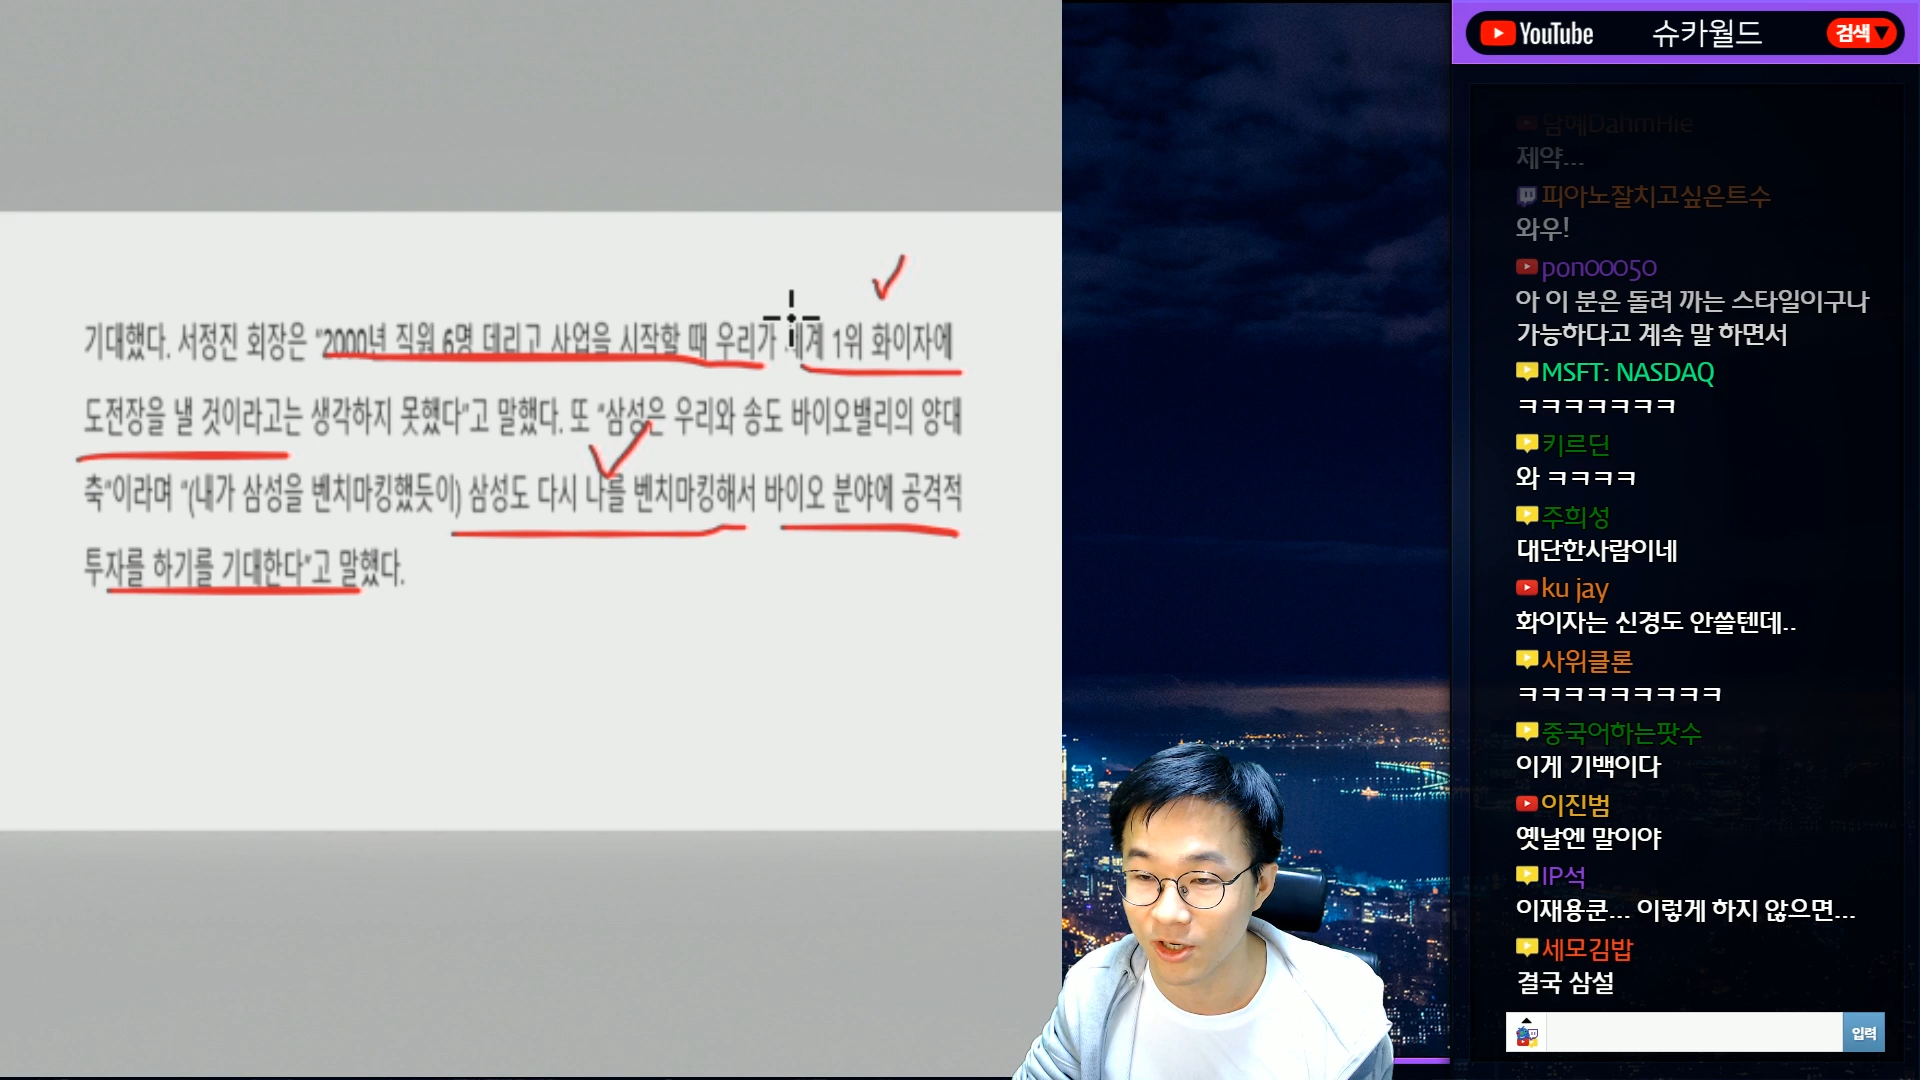 기대했다. 서정진 회장은 "2000년 직원 6명 데리고 사업을 시작할 때 우리가 세계 1위 화이자에
도전장을 낼 것이라고는 생각하지 못했다"고 말했다. 또 "삼성은 우리와 송도 바이오밸리의 양대
축"이라며 "(내가 삼성을 벤치마킹했듯이) 삼성도 다시 나를 벤치마킹해서 바이오 분야에 공격적
투자를 하기를 기대한다"고 말했다.
YouTube 슈카월드 검색▼
담혜DahmHie
제약...
피아노잘치고싶은트수
와우!
pon00050
아 이 분은 돌려 까는 스타일이구나
가능하다고 계속 말 하면서
MSFT: NASDAQ
ㅋㅋㅋㅋㅋㅋㅋ
키르딘
와 ㅋㅋㅋㅋ
주희성
대단한사람이네
ku jay
화이자는 신경도 안쓸텐데..
사위클론
ㅋㅋㅋㅋㅋㅋㅋㅋㅋ
중국어하는팟수
이게 기백이다
이진범
옛날엔 말이야
IP석
이재용쿤... 이렇게 하지 않으면...
세모김밥
결국 삼설
입력